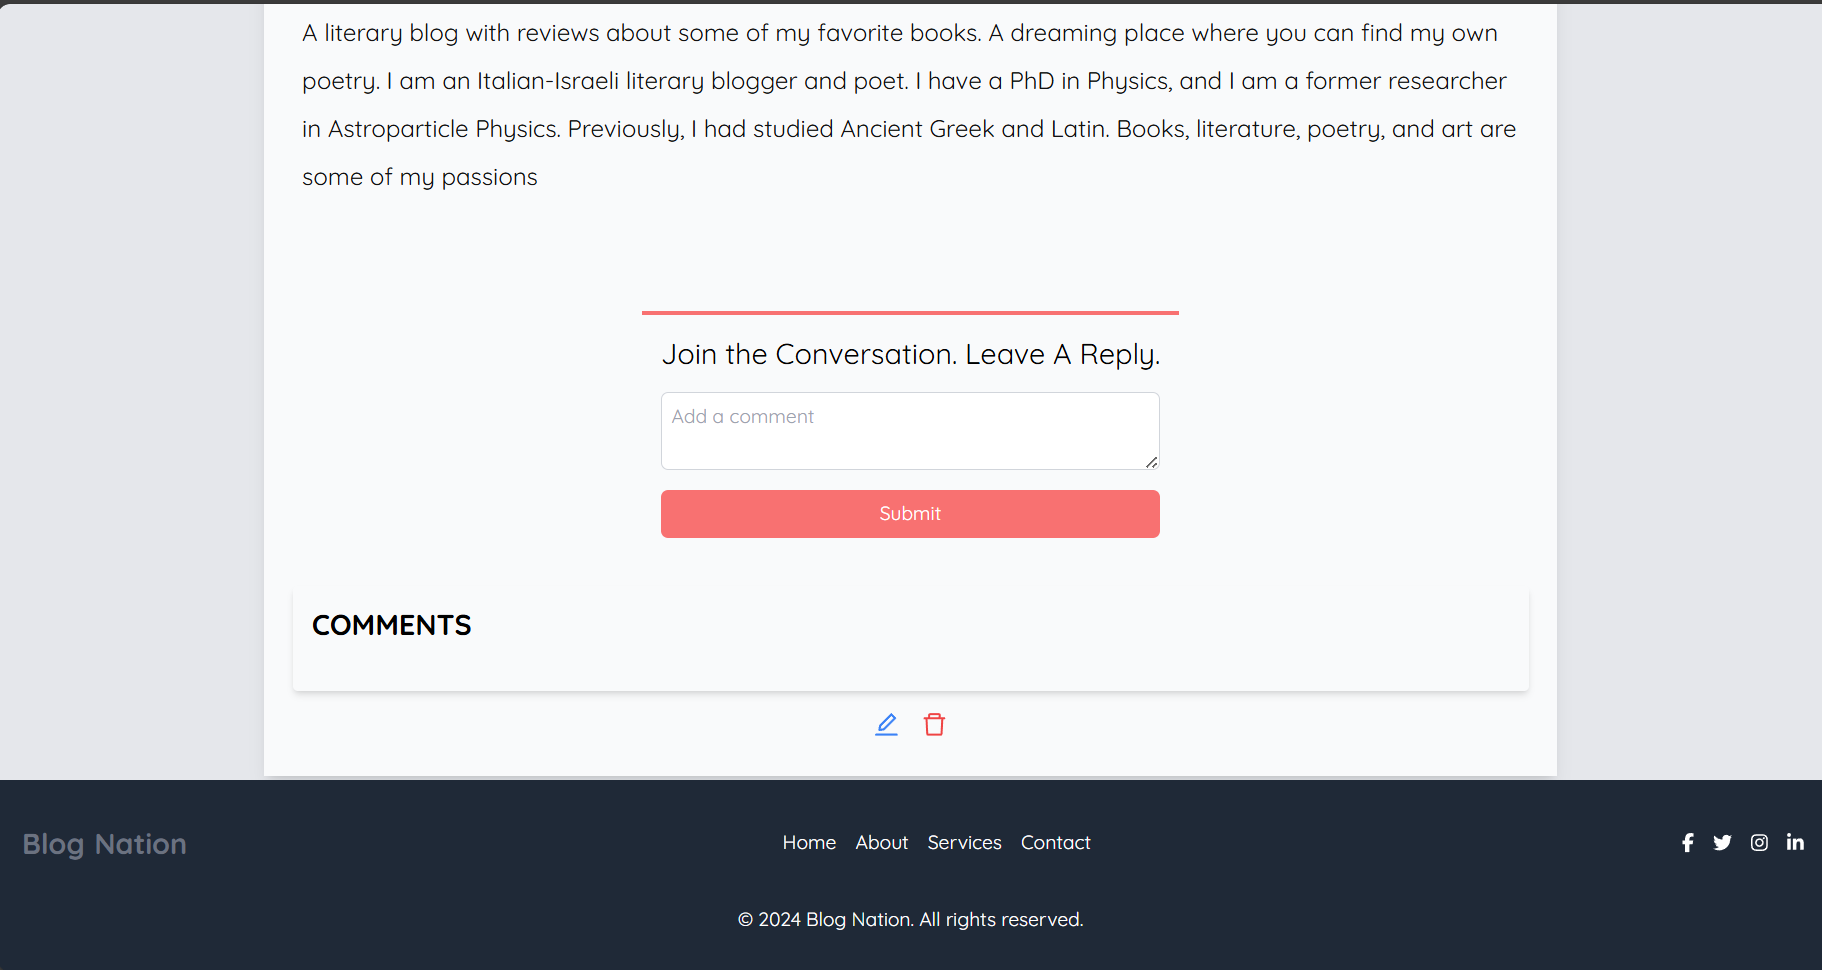 A literary blog with reviews about some of my favorite books. A dreaming place where you can find my own
poetry. I am an Italian-Israeli literary blogger and poet. I have a PhD in Physics, and I am a former researcher
in Astroparticle Physics. Previously, I had studied Ancient Greek and Latin. Books, literature, poetry, and art are
some of my passions
Join the Conversation. Leave A Reply.
Add a comment
Submit
COMMENTS
Blog Nation
Home About Services Contact
© 2024 Blog Nation. All rights reserved.